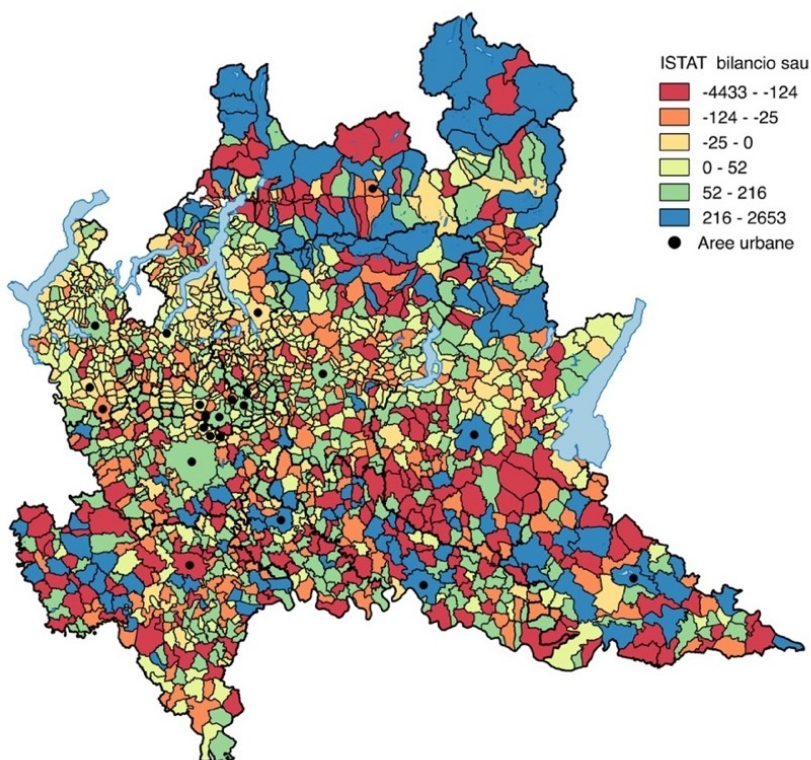 ISTAT bilancio sau
-4433 - -124
-124 - -25
-25 - 0
0 - 52
52 - 216
216 - 2653
Aree urbane